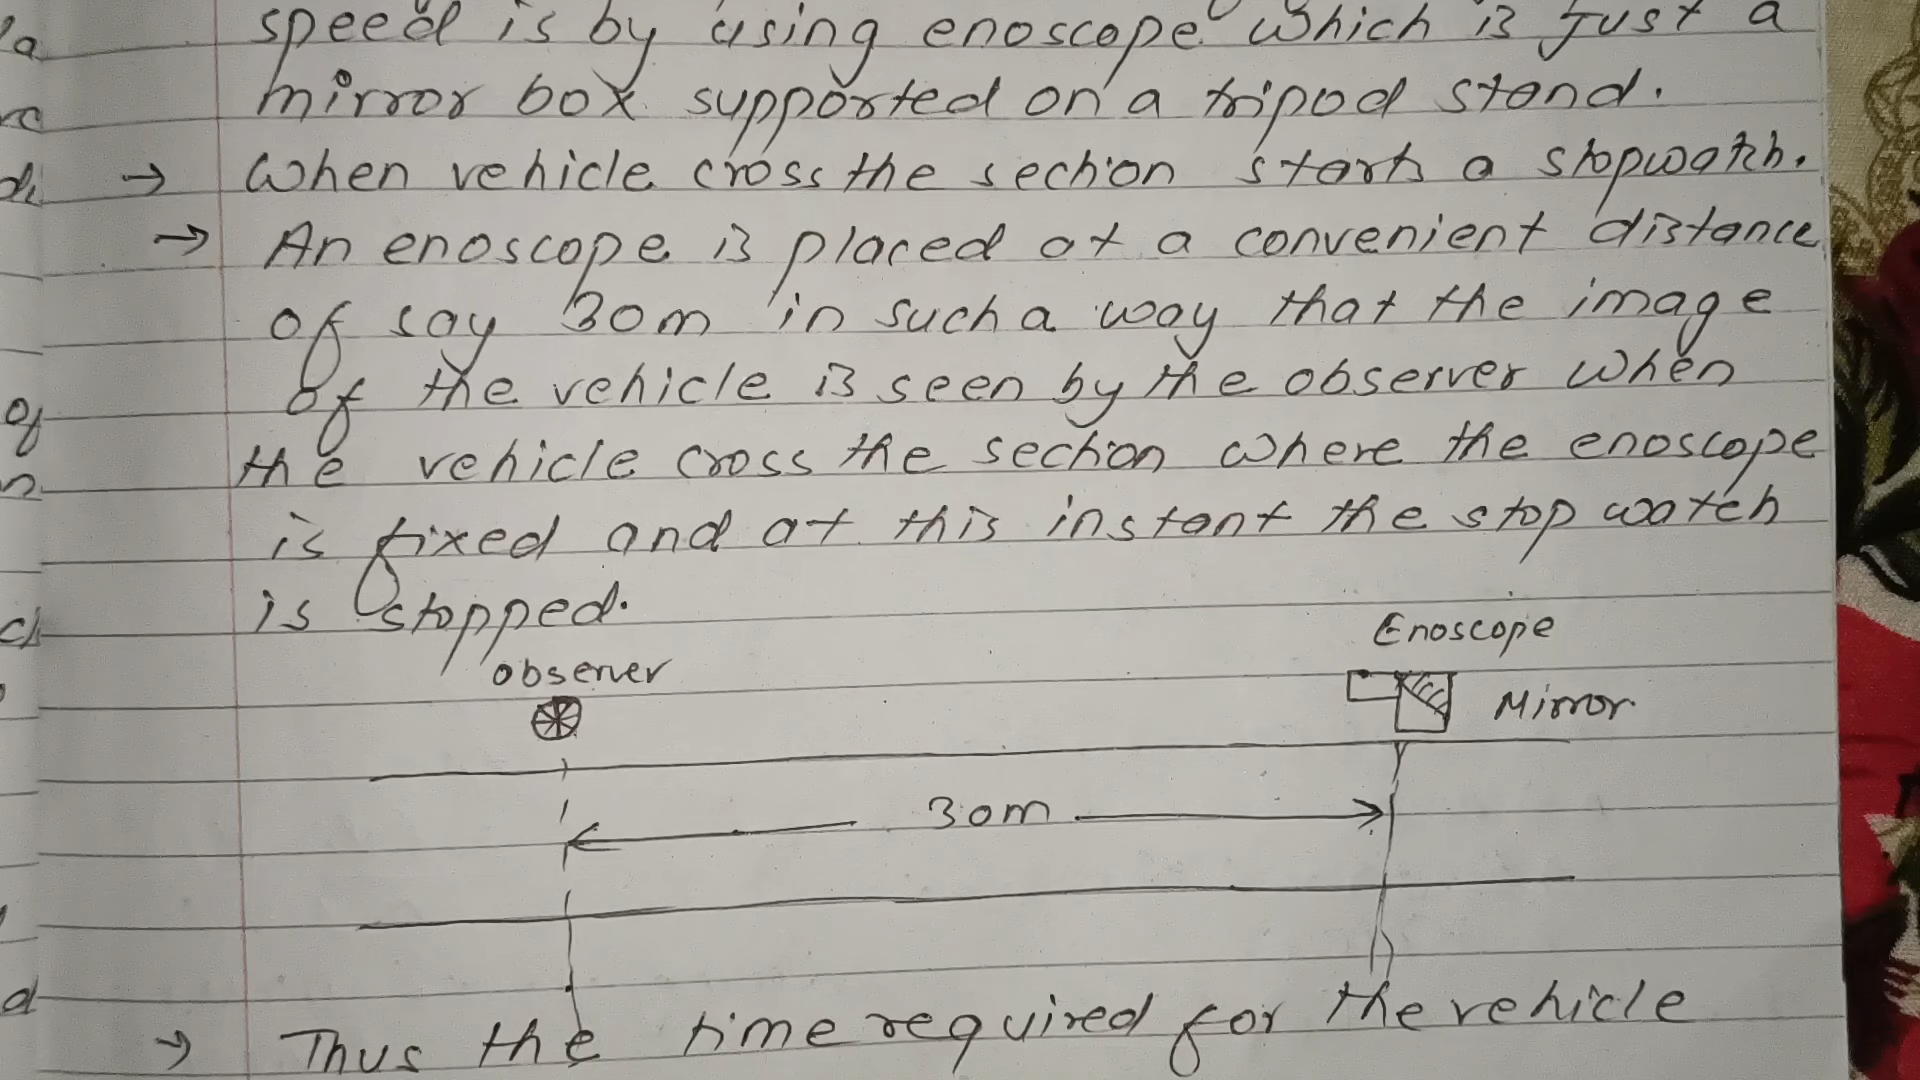 speed is by using enoscope which is just a
mirror box supported on a tripod stand.
→ When vehicle cross the section starts a stopwatch.
→ An enoscope is placed at a convenient distance
of say 30m in such a way that the image
of the vehicle is seen by the observer when
the vehicle cross the section where the enoscope
is fixed and at this instant the stop watch
is stopped.
Enoscope
observer
Mirror
30m
→ Thus the time required for the vehicle